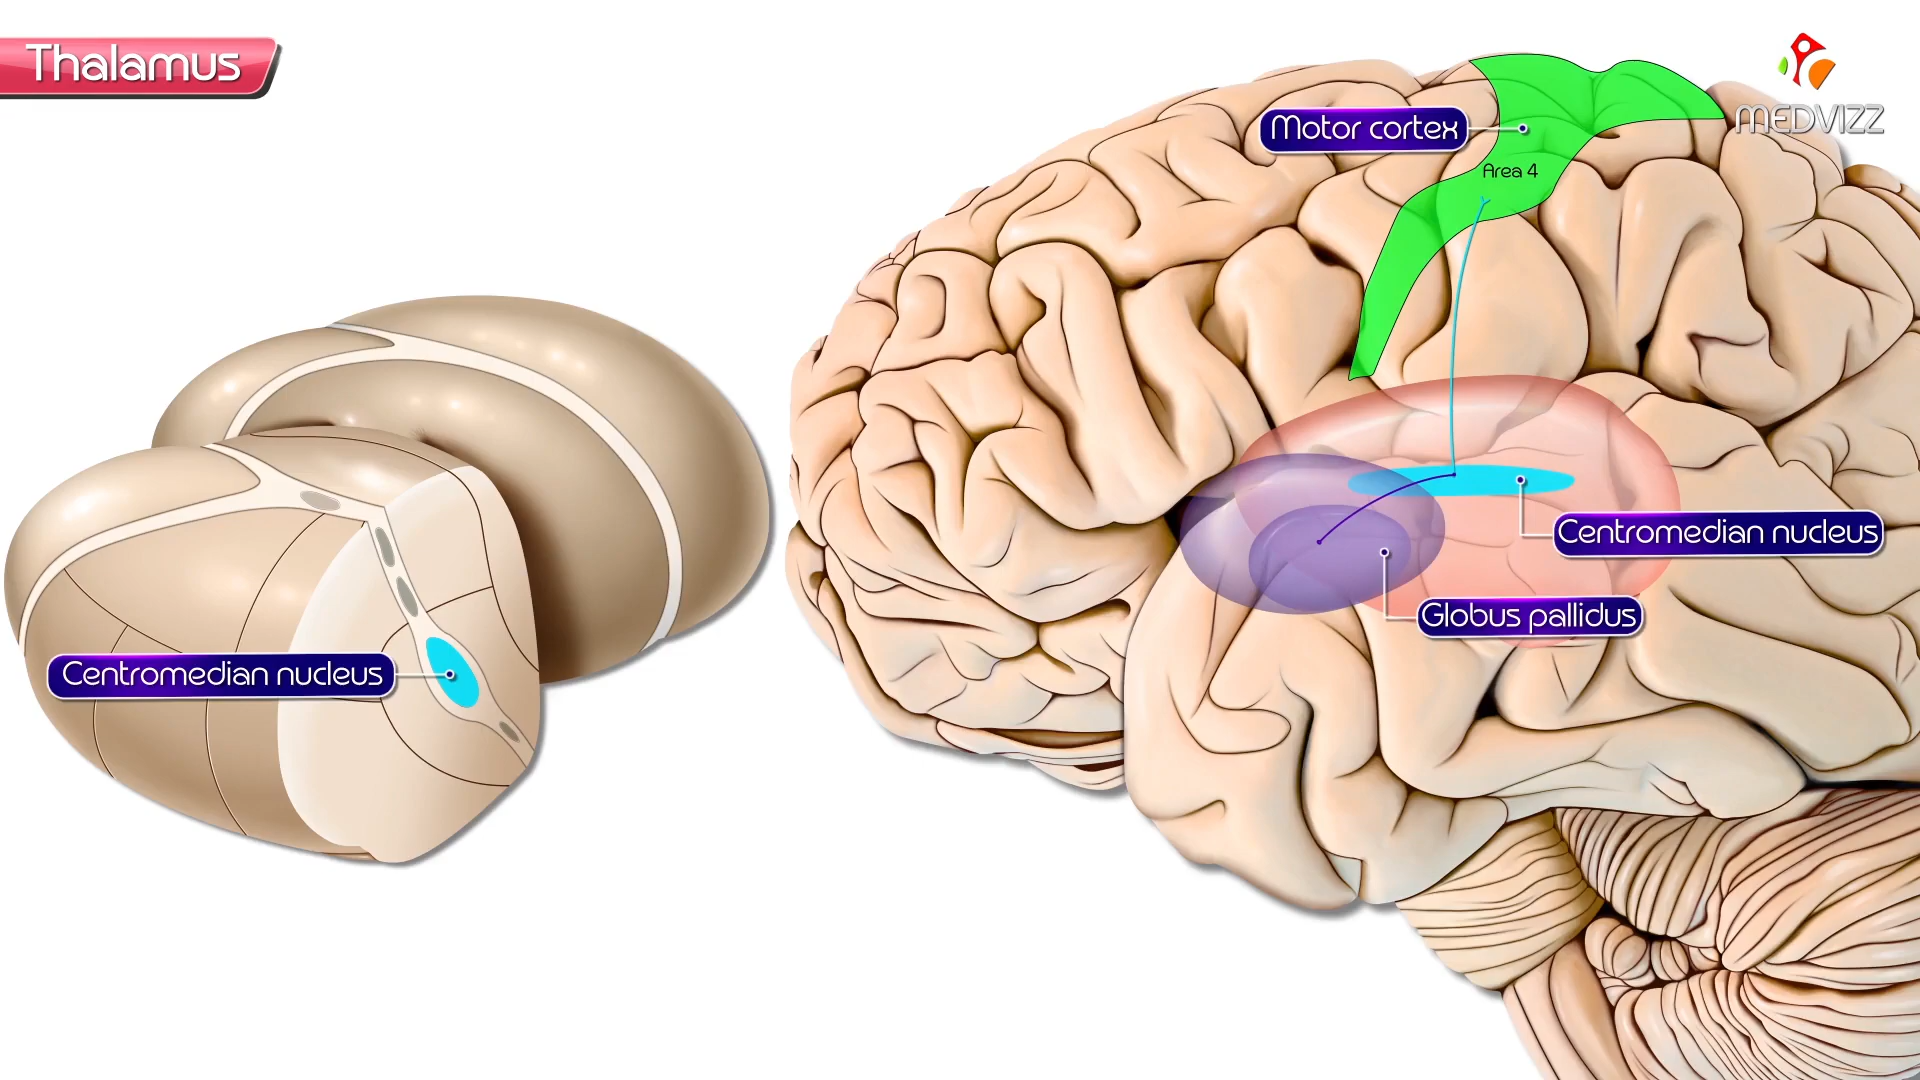 Thalamus
MEDVIZZ
Motor cortex
Area 4
Centromedian nucleus
Globus pallidus
Centromedian nucleus